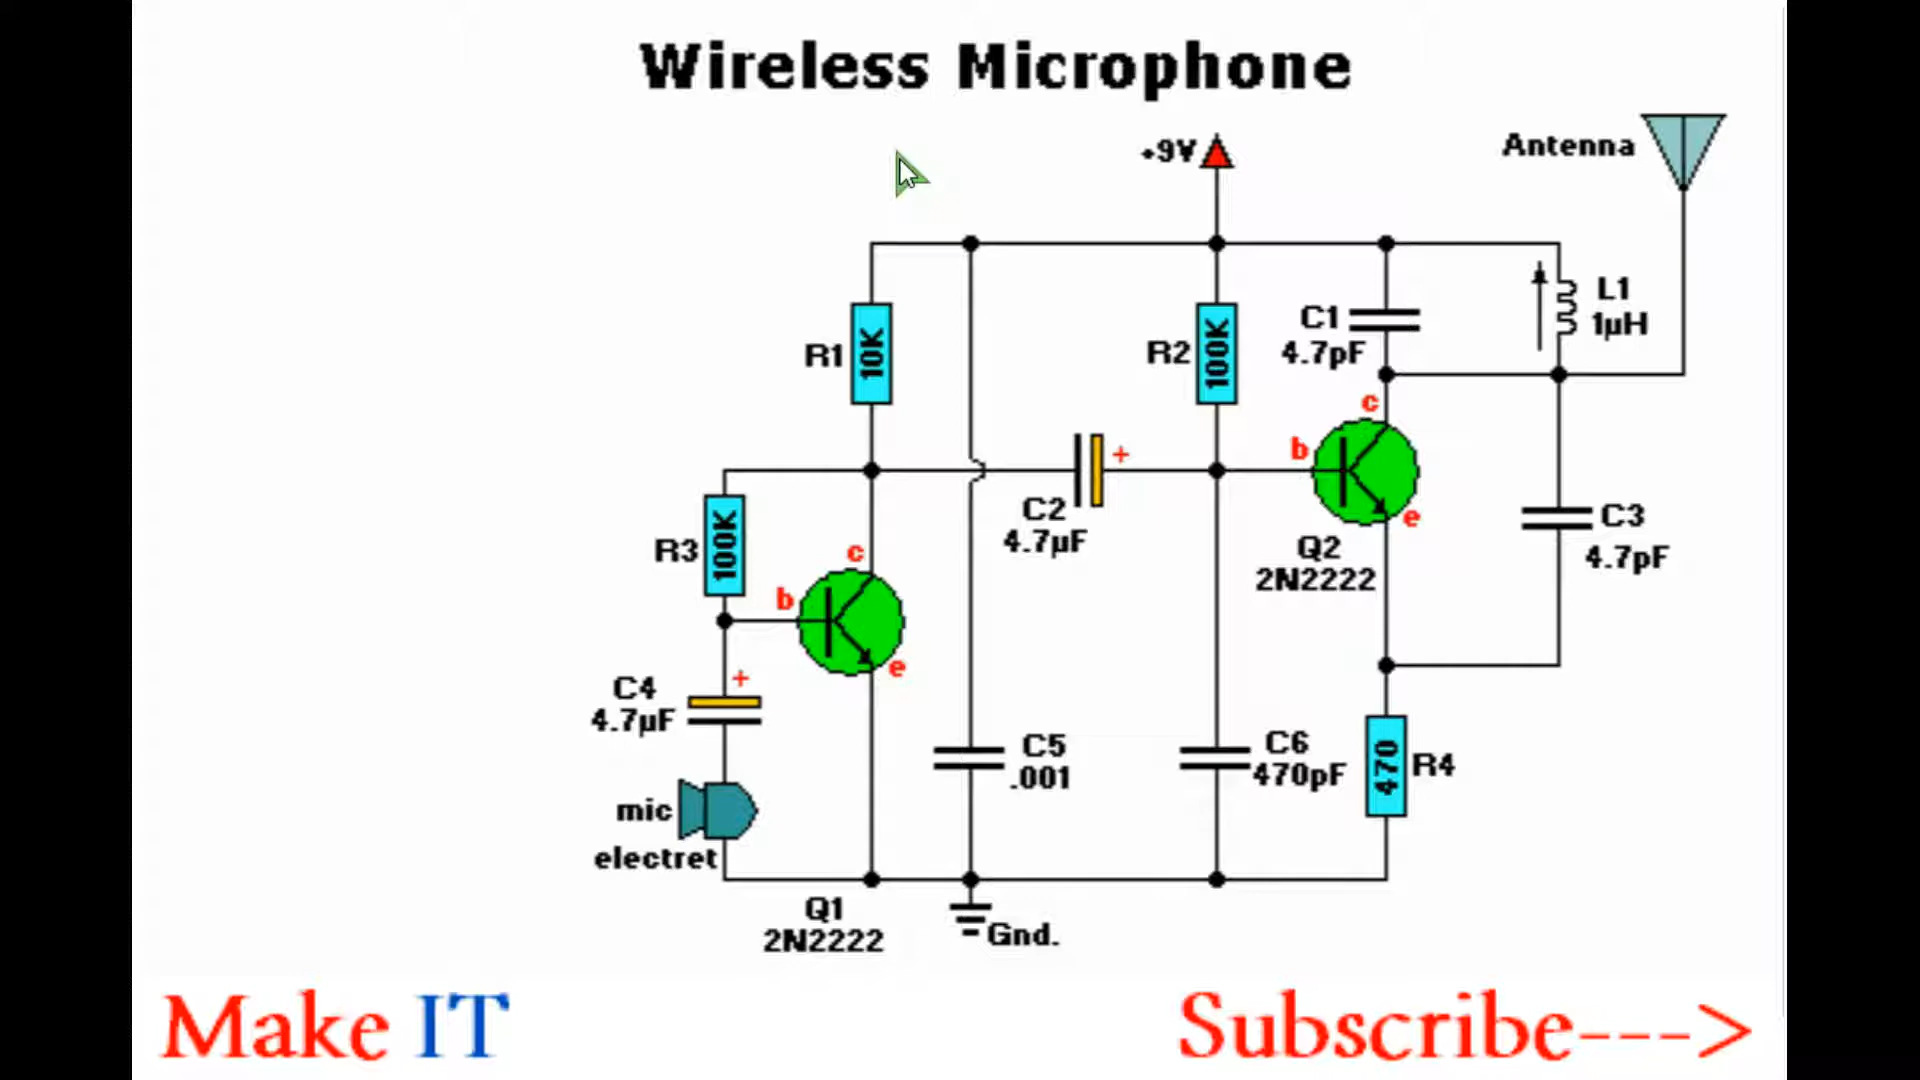 Wireless Microphone
+9V
Antenna
L1
1µH
C1
4.7pF
R1
10K
R2
100K
c
b
+
C2
4.7µF
e
C3
4.7pF
Q2
2N2222
R3
100K
c
b
e
+
C4
4.7µF
C5
.001
C6
470pF
470
R4
mic
electret
Q1
2N2222
Gnd.
Make IT
Subscribe--->